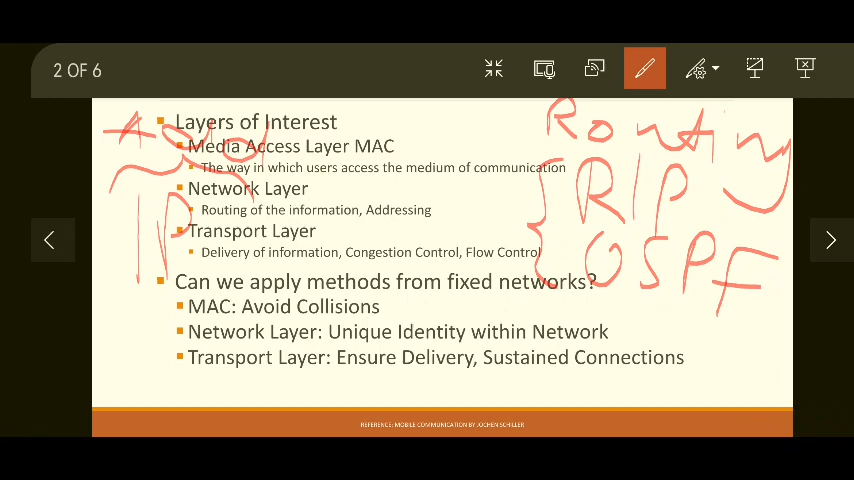 2 OF 6
Layers of Interest
Media Access Layer MAC
The way in which users access the medium of communication
Network Layer
Routing of the information, Addressing
Transport Layer
Delivery of information, Congestion Control, Flow Control
Can we apply methods from fixed networks?
MAC: Avoid Collisions
Network Layer: Unique Identity within Network
Transport Layer: Ensure Delivery, Sustained Connections
REFERENCE: MOBILE COMMUNICATION BY JOCHEN SCHILLER
IP
Routing
RIP
OSPF